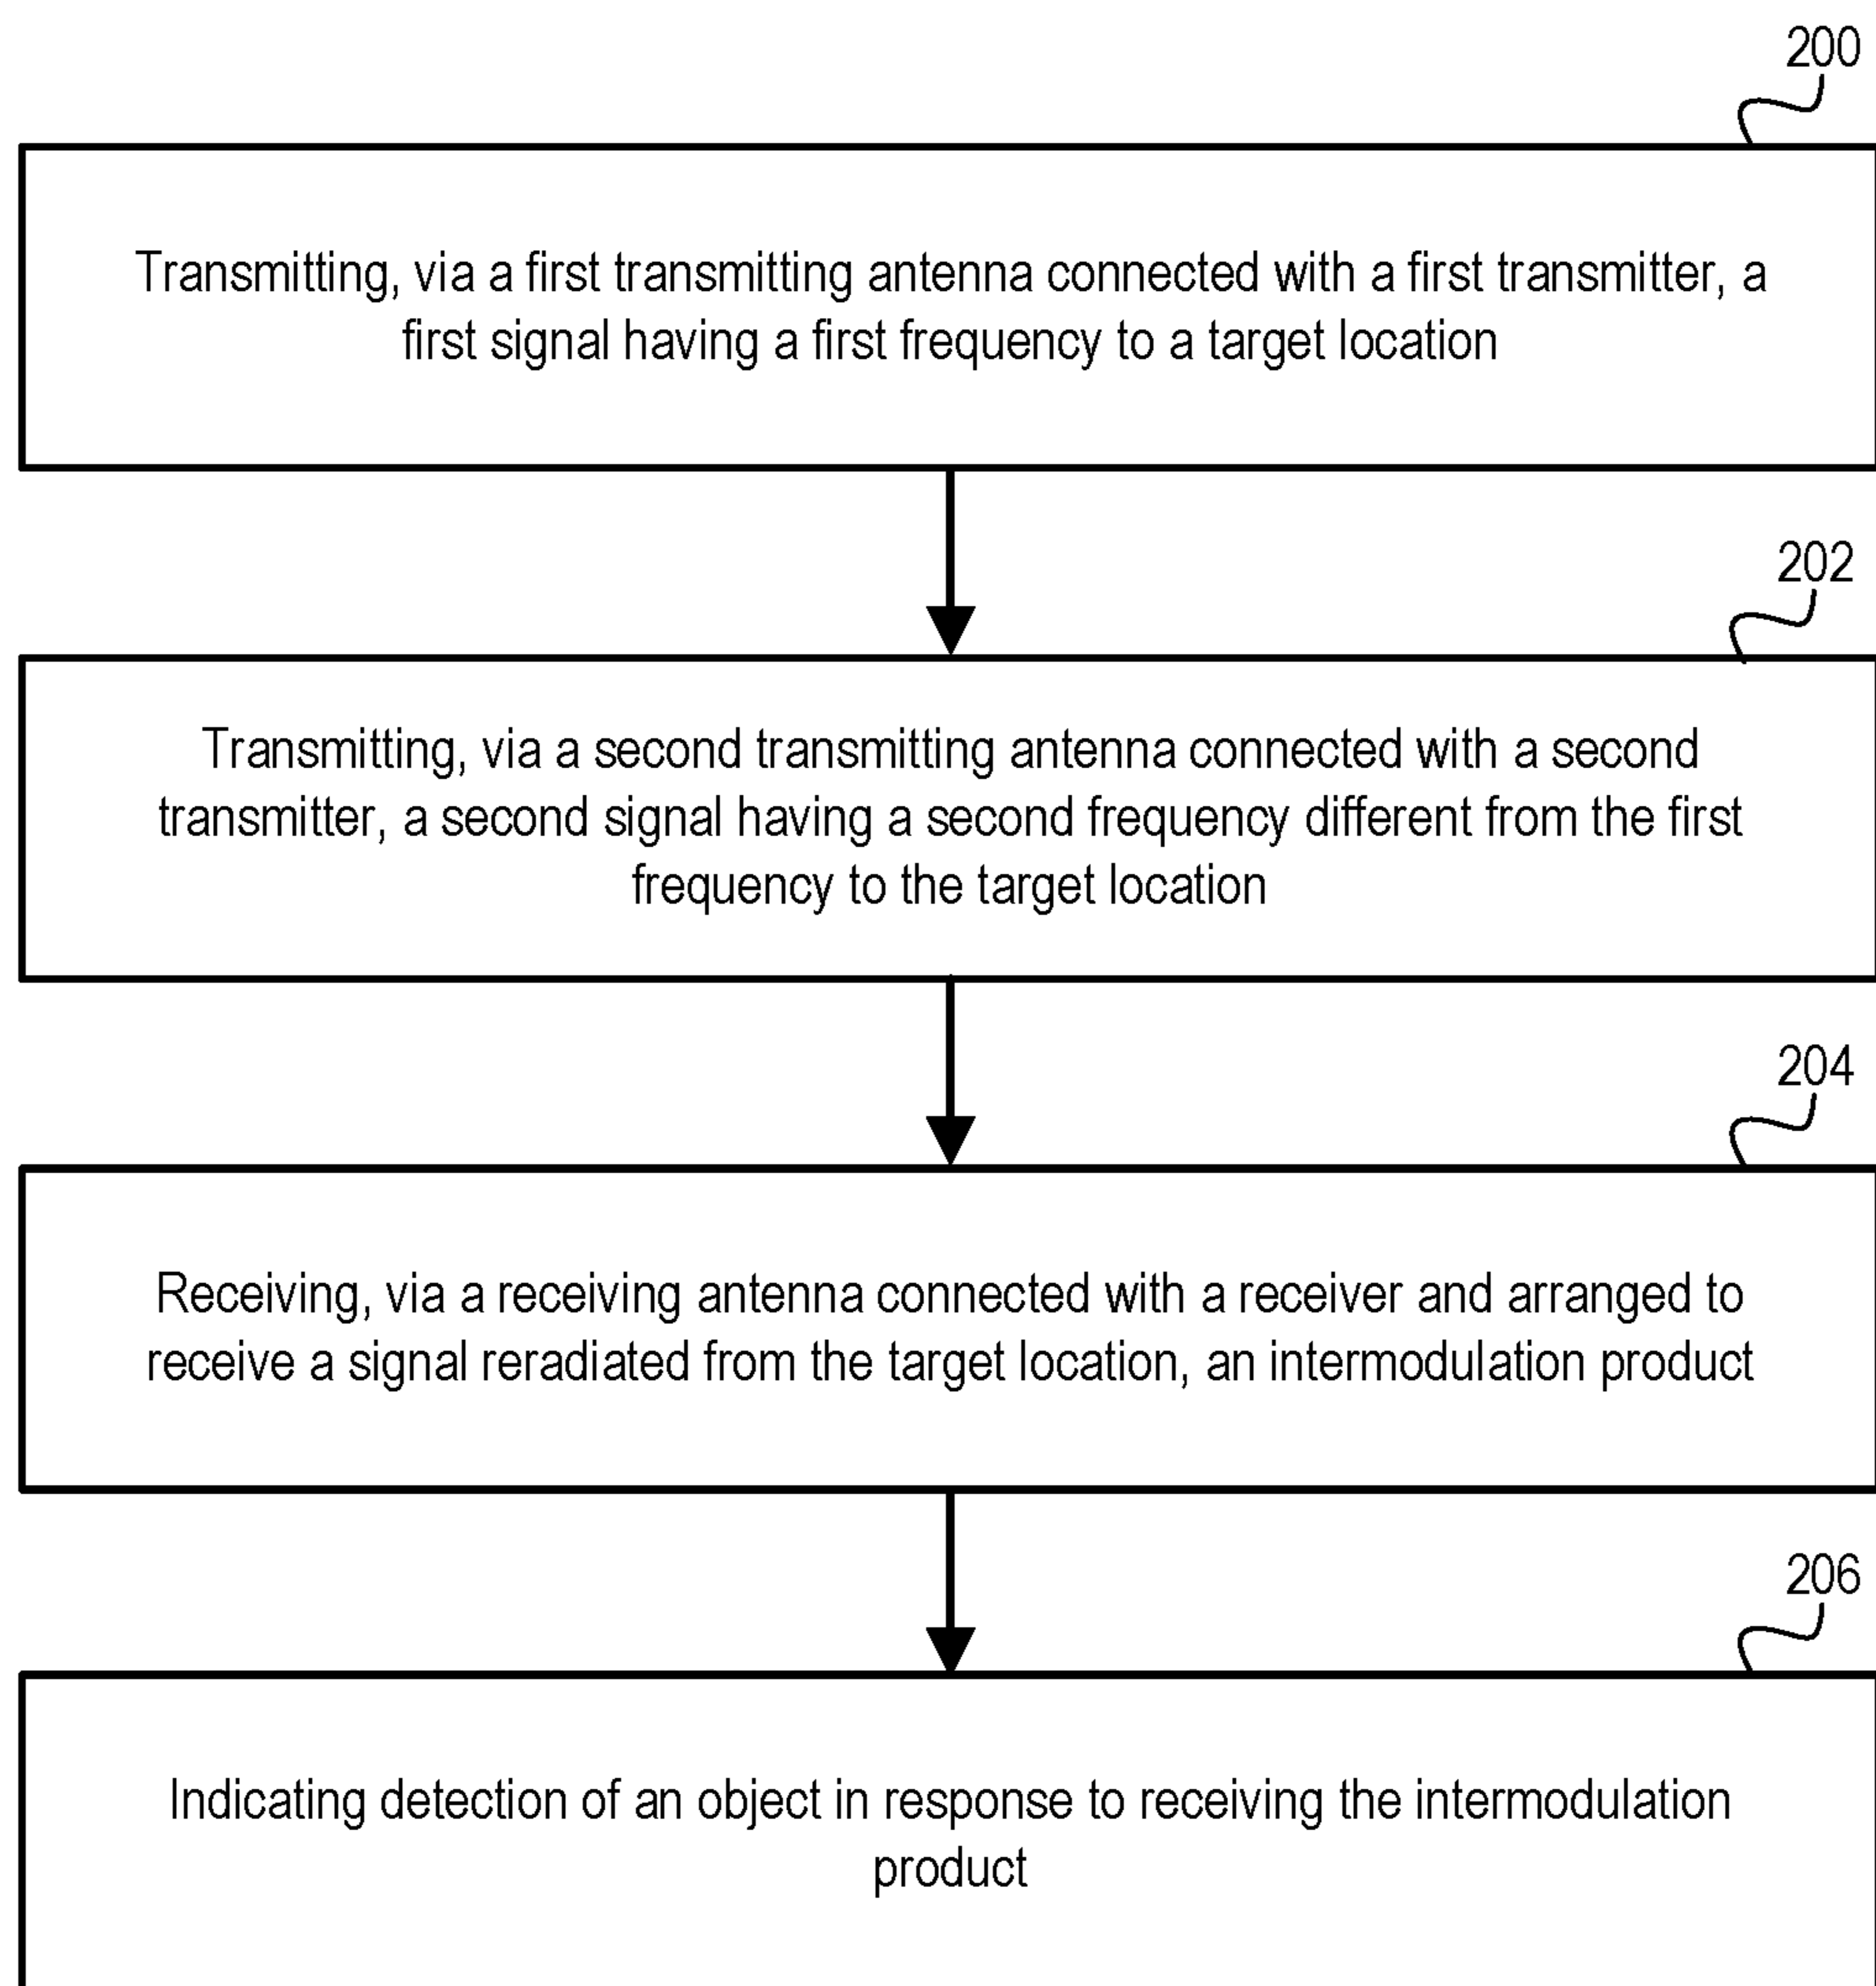 200
Transmitting, via a first transmitting antenna connected with a first transmitter, a
first signal having a first frequency to a target location
202
Transmitting, via a second transmitting antenna connected with a second
transmitter, a second signal having a second frequency different from the first
frequency to the target location
204
Receiving, via a receiving antenna connected with a receiver and arranged to
receive a signal reradiated from the target location, an intermodulation product
206
Indicating detection of an object in response to receiving the intermodulation
product